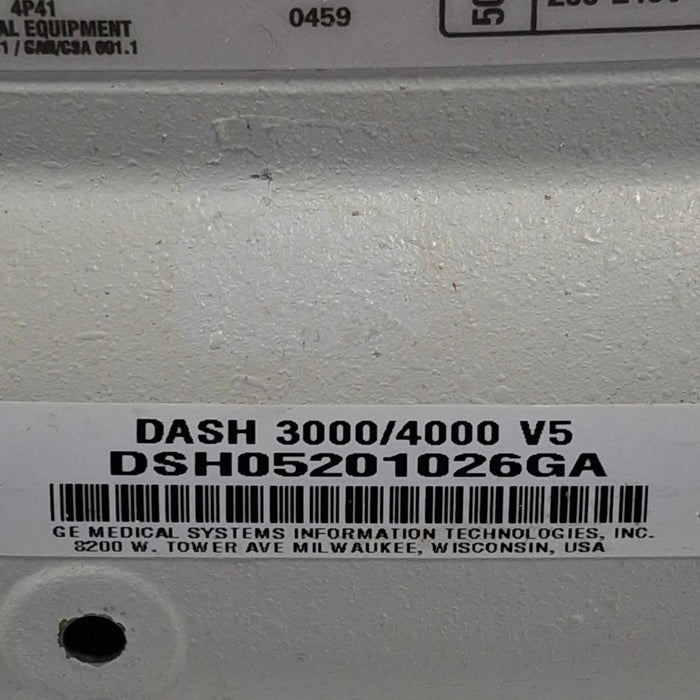 4P41
0459
AL EQUIPMENT
DASH 3000/4000 V5
DSH05201026GA
GE MEDICAL SYSTEMS INFORMATION TECHNOLOGIES, INC.
8200 W. TOWER AVE MILWAUKEE, WISCONSIN, USA